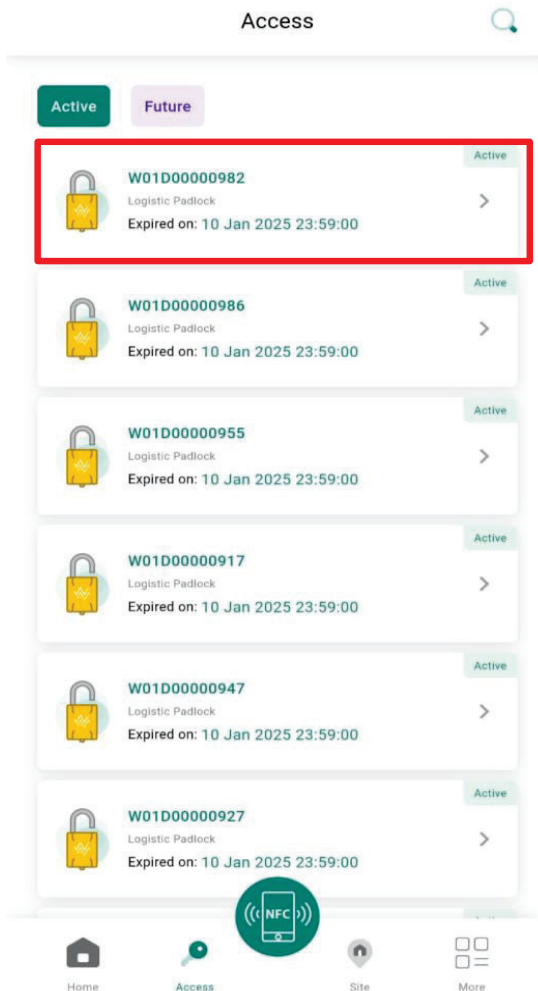 Access
Active Future
Active
W01D00000982
Logistic Padlock
Expired on: 10 Jan 2025 23:59:00
Active
W01D00000986
Logistic Padlock
Expired on: 10 Jan 2025 23:59:00
Active
W01D00000955
Logistic Padlock
Expired on: 10 Jan 2025 23:59:00
Active
W01D00000917
Logistic Padlock
Expired on: 10 Jan 2025 23:59:00
Active
W01D00000947
Logistic Padlock
Expired on: 10 Jan 2025 23:59:00
Active
W01D00000927
Logistic Padlock
Expired on: 10 Jan 2025 23:59:00
NFC
Home Access Site More